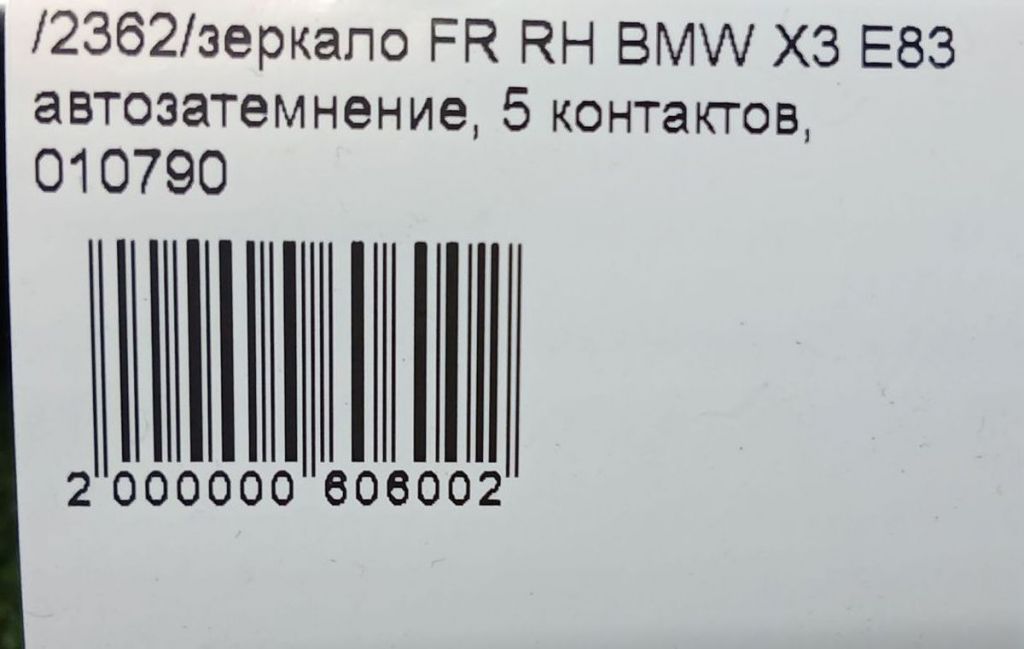 /2362/зеркало FR RH BMW X3 E83
автозатемнение, 5 контактов,
010790
2 000000 606002